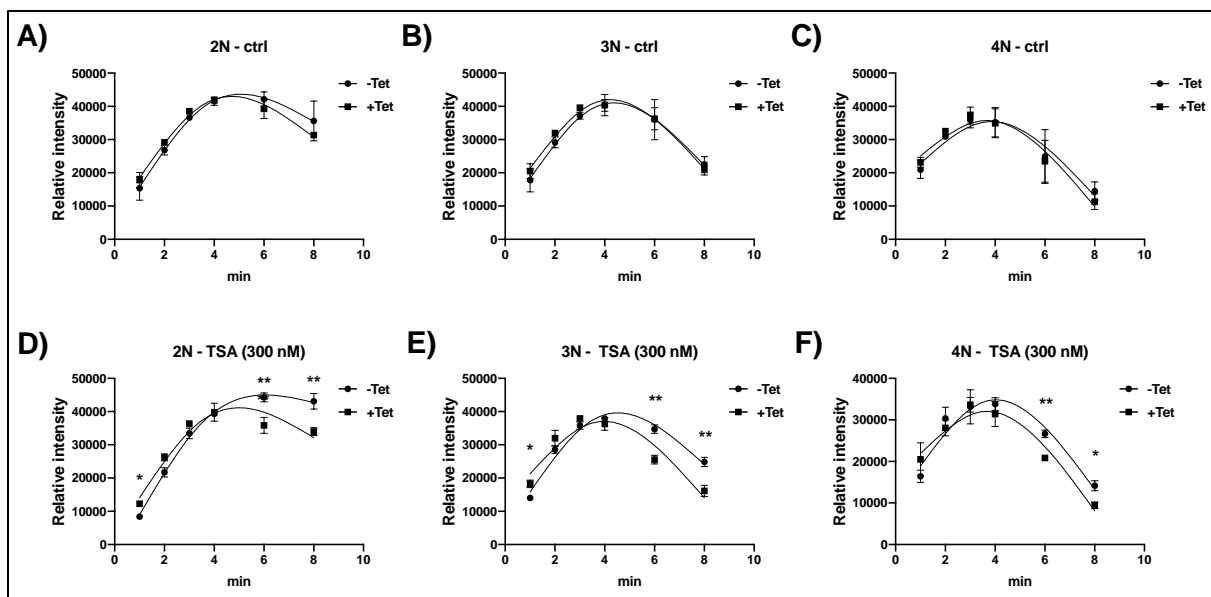 A)
2N - ctrl
Relative intensity
50000
40000
30000
20000
10000
0
0 2 4 6 8 10
min
-Tet
+Tet
B)
3N - ctrl
Relative intensity
50000
40000
30000
20000
10000
0
0 2 4 6 8 10
min
-Tet
+Tet
C)
4N - ctrl
Relative intensity
50000
40000
30000
20000
10000
0
0 2 4 6 8 10
min
-Tet
+Tet
D)
2N - TSA (300 nM)
Relative intensity
50000
40000
30000
20000
10000
0
* ** **
0 2 4 6 8 10
min
-Tet
+Tet
E)
3N - TSA (300 nM)
Relative intensity
50000
40000
30000
20000
10000
0
* ** **
0 2 4 6 8 10
min
-Tet
+Tet
F)
4N - TSA (300 nM)
Relative intensity
40000
30000
20000
10000
0
** *
0 2 4 6 8 10
min
-Tet
+Tet